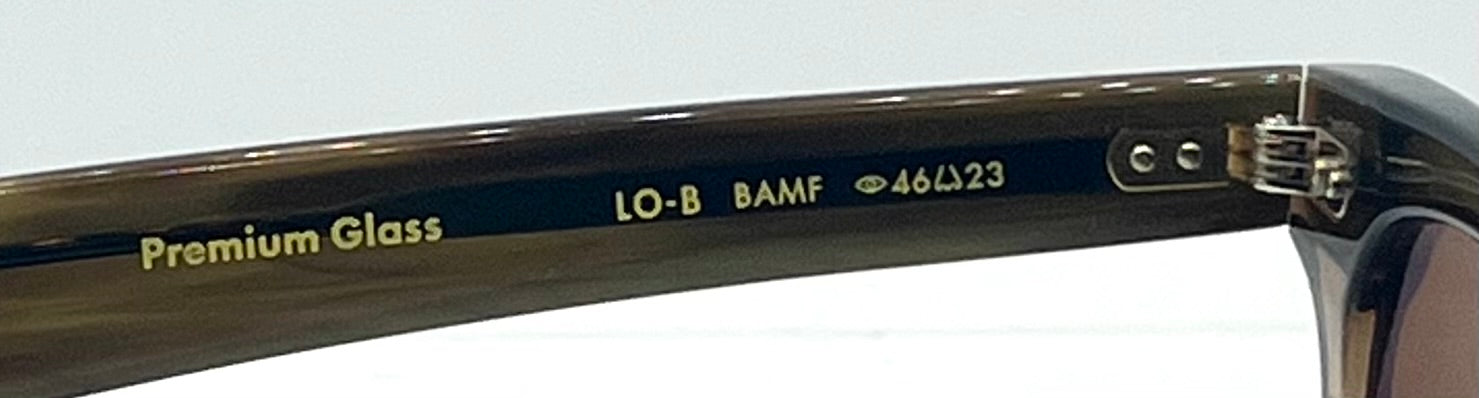 Premium Glass LO-B BAMF 46△23